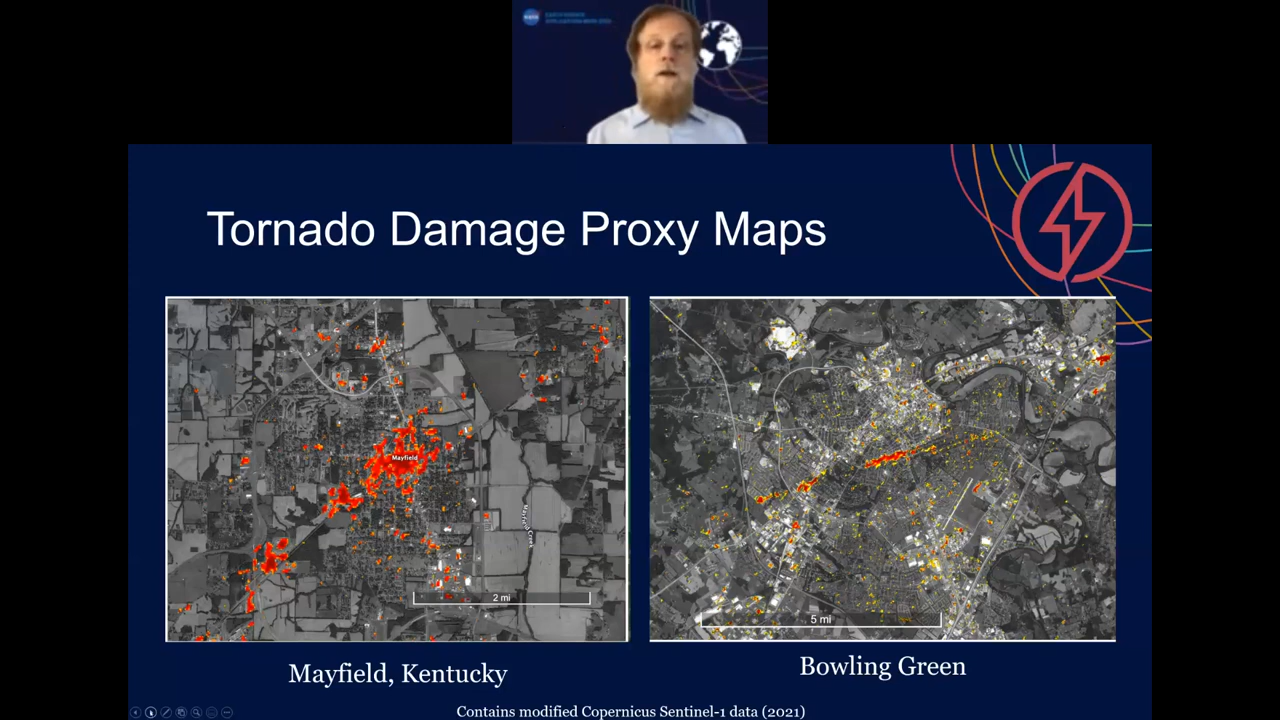 NASA
Tornado Damage Proxy Maps
Mayfield
Mayfield Creek
2 mi
5 mi
Mayfield, Kentucky
Bowling Green
Contains modified Copernicus Sentinel-1 data (2021)